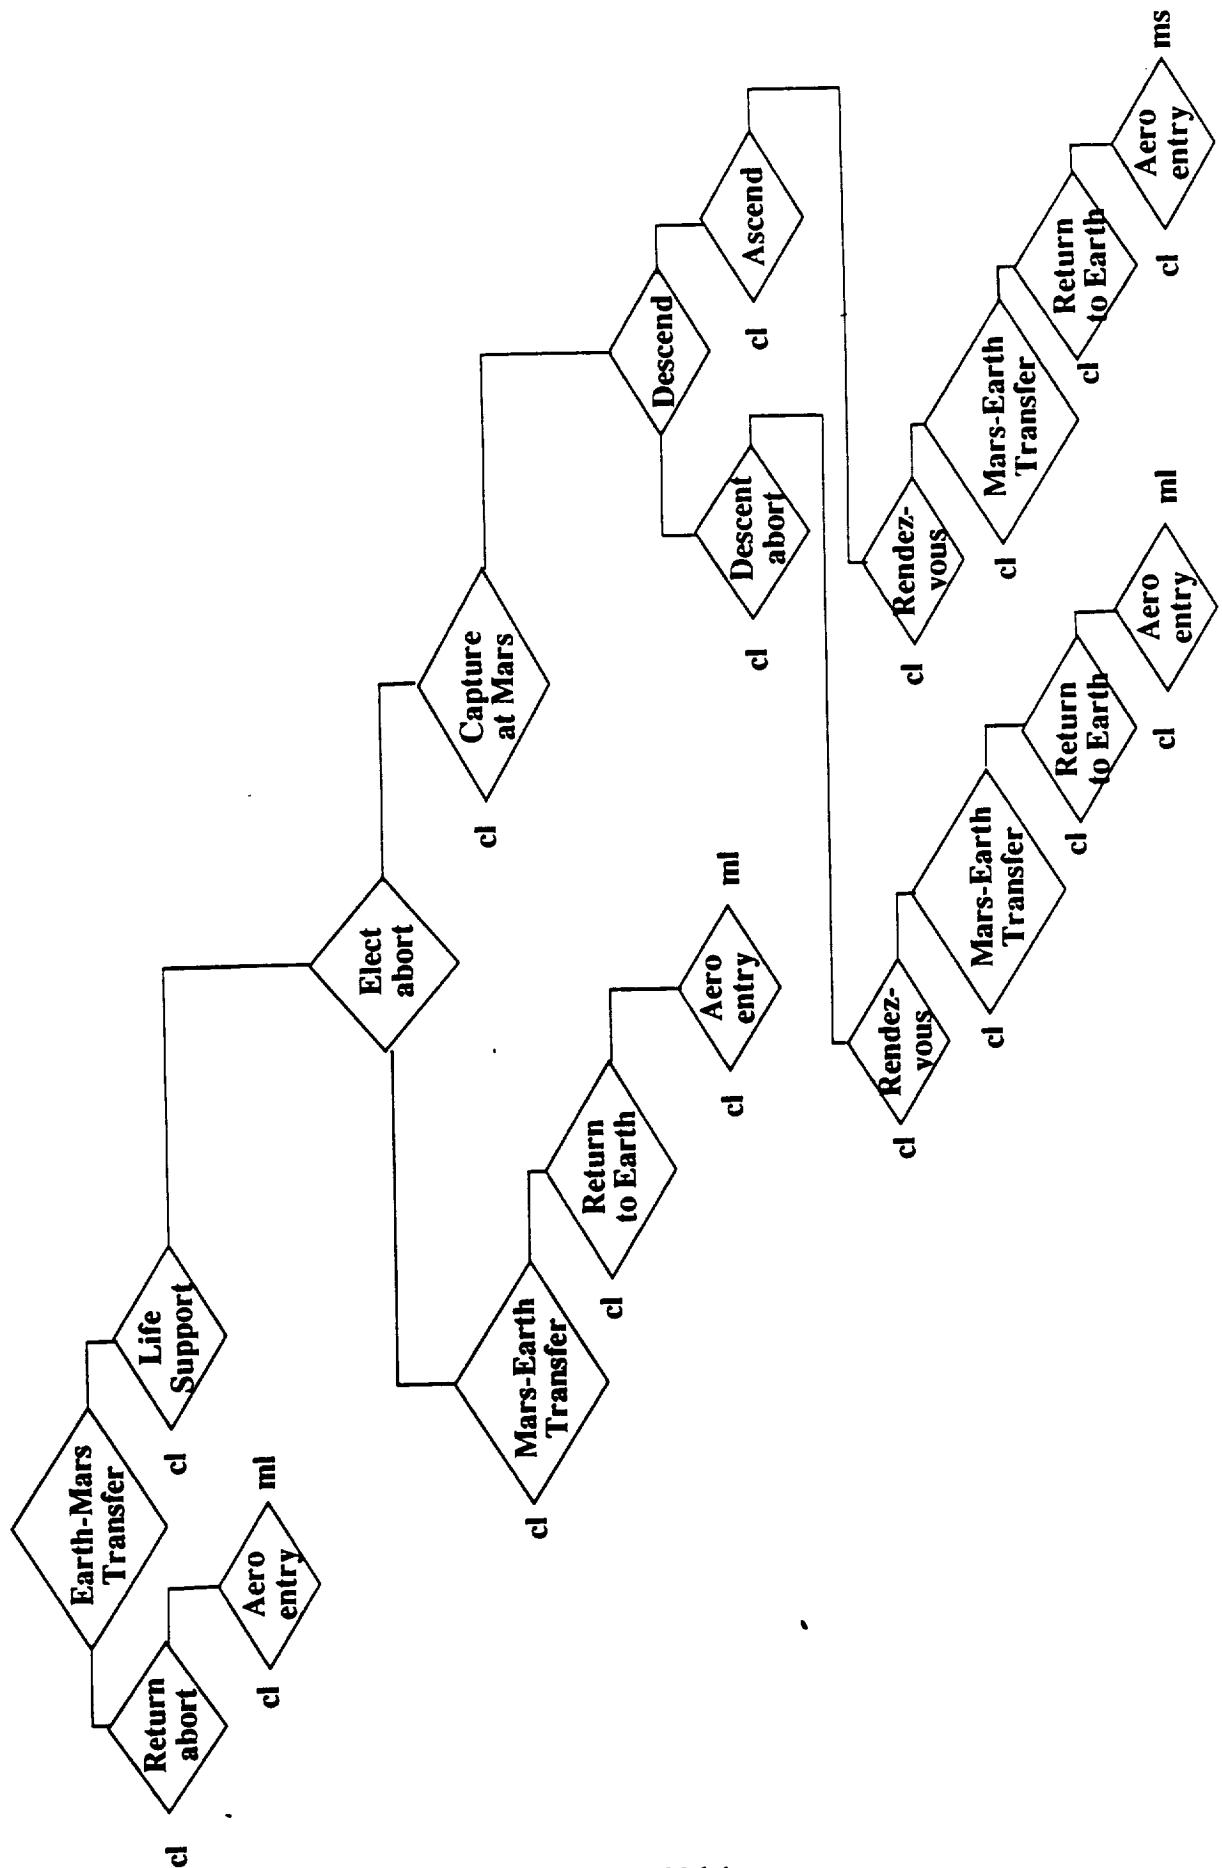 Earth-Mars
Transfer
Return
abort
cl
Aero
entry
cl
ml
Life
Support
cl
Elect
abort
Mars-Earth
Transfer
cl
Return
to Earth
cl
Aero
entry
cl
ml
Capture
at Mars
cl
Descend
Descent
abort
cl
Ascend
cl
Rendez-
vous
cl
Mars-Earth
Transfer
cl
Return
to Earth
cl
Aero
entry
cl
ml
Rendez-
vous
cl
Mars-Earth
Transfer
cl
Return
to Earth
cl
Aero
entry
cl
ms